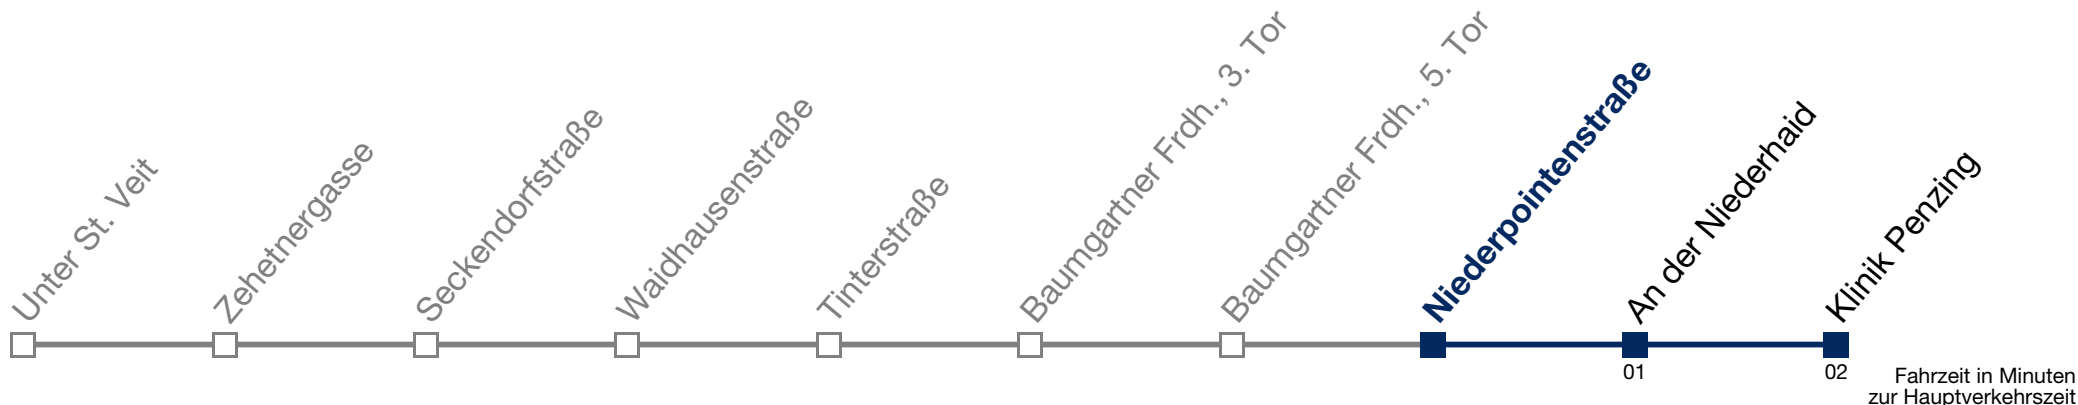 Unter St. Veit
Zehetnergasse
Seckendorfstraße
Waidhausenstraße
Tinterstraße
Baumgartner Frdh., 3. Tor
Baumgartner Frdh., 5. Tor
Niederpointenstraße
An der Niederhaid
Klinik Penzing
01
02
Fahrzeit in Minuten
zur Hauptverkehrszeit